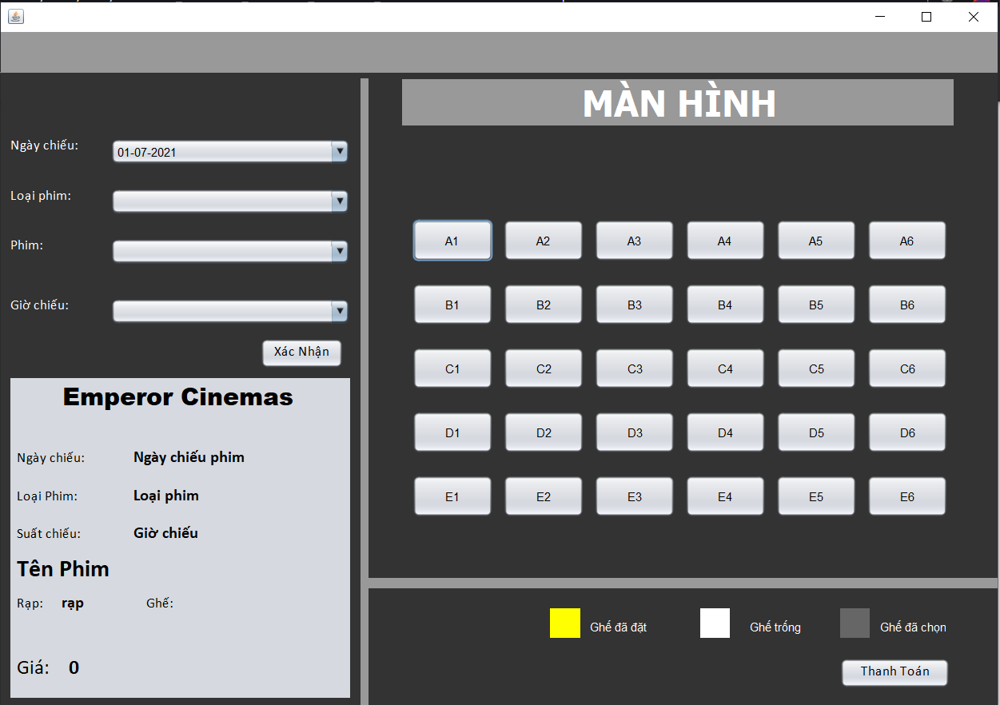 MÀN HÌNH
Ngày chiếu: 01-07-2021
Loại phim:
Phim:
Giờ chiếu:
Xác Nhận
Emperor Cinemas
Ngày chiếu: Ngày chiếu phim
Loại Phim: Loại phim
Suất chiếu: Giờ chiếu
Tên Phim
Rạp: rạp Ghế:
Giá: 0
A1 A2 A3 A4 A5 A6
B1 B2 B3 B4 B5 B6
C1 C2 C3 C4 C5 C6
D1 D2 D3 D4 D5 D6
E1 E2 E3 E4 E5 E6
Ghế đã đặt Ghế trống Ghế đã chọn
Thanh Toán